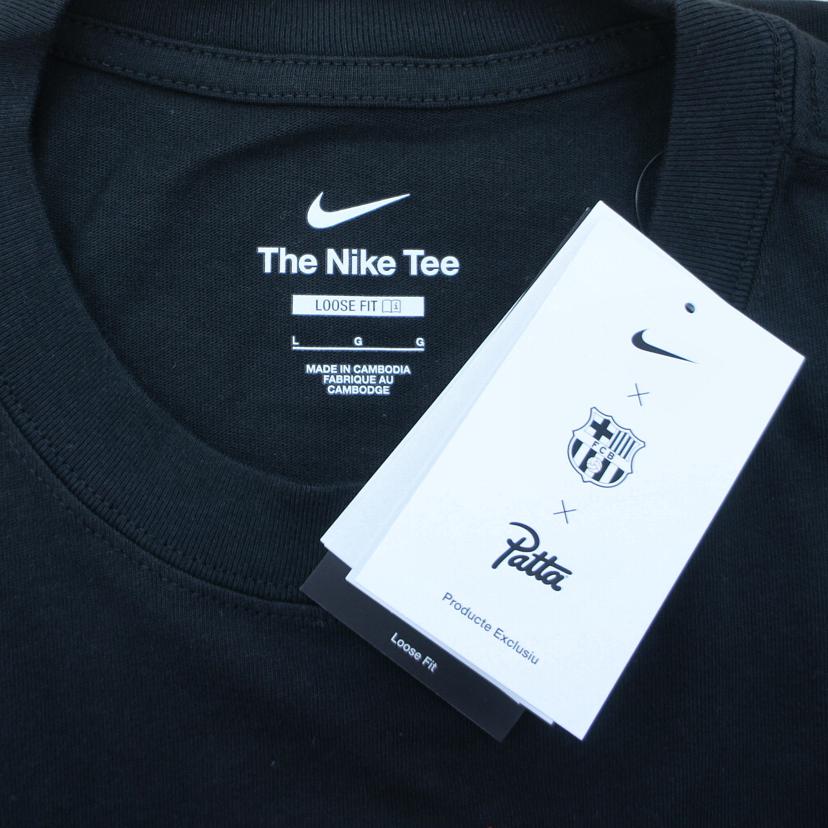 The Nike Tee
LOOSE FIT
L G G
MADE IN CAMBODIA
FABRIQUE AU
CAMBODGE
FCB
Patta
Producte Exclusiu
Loose Fit